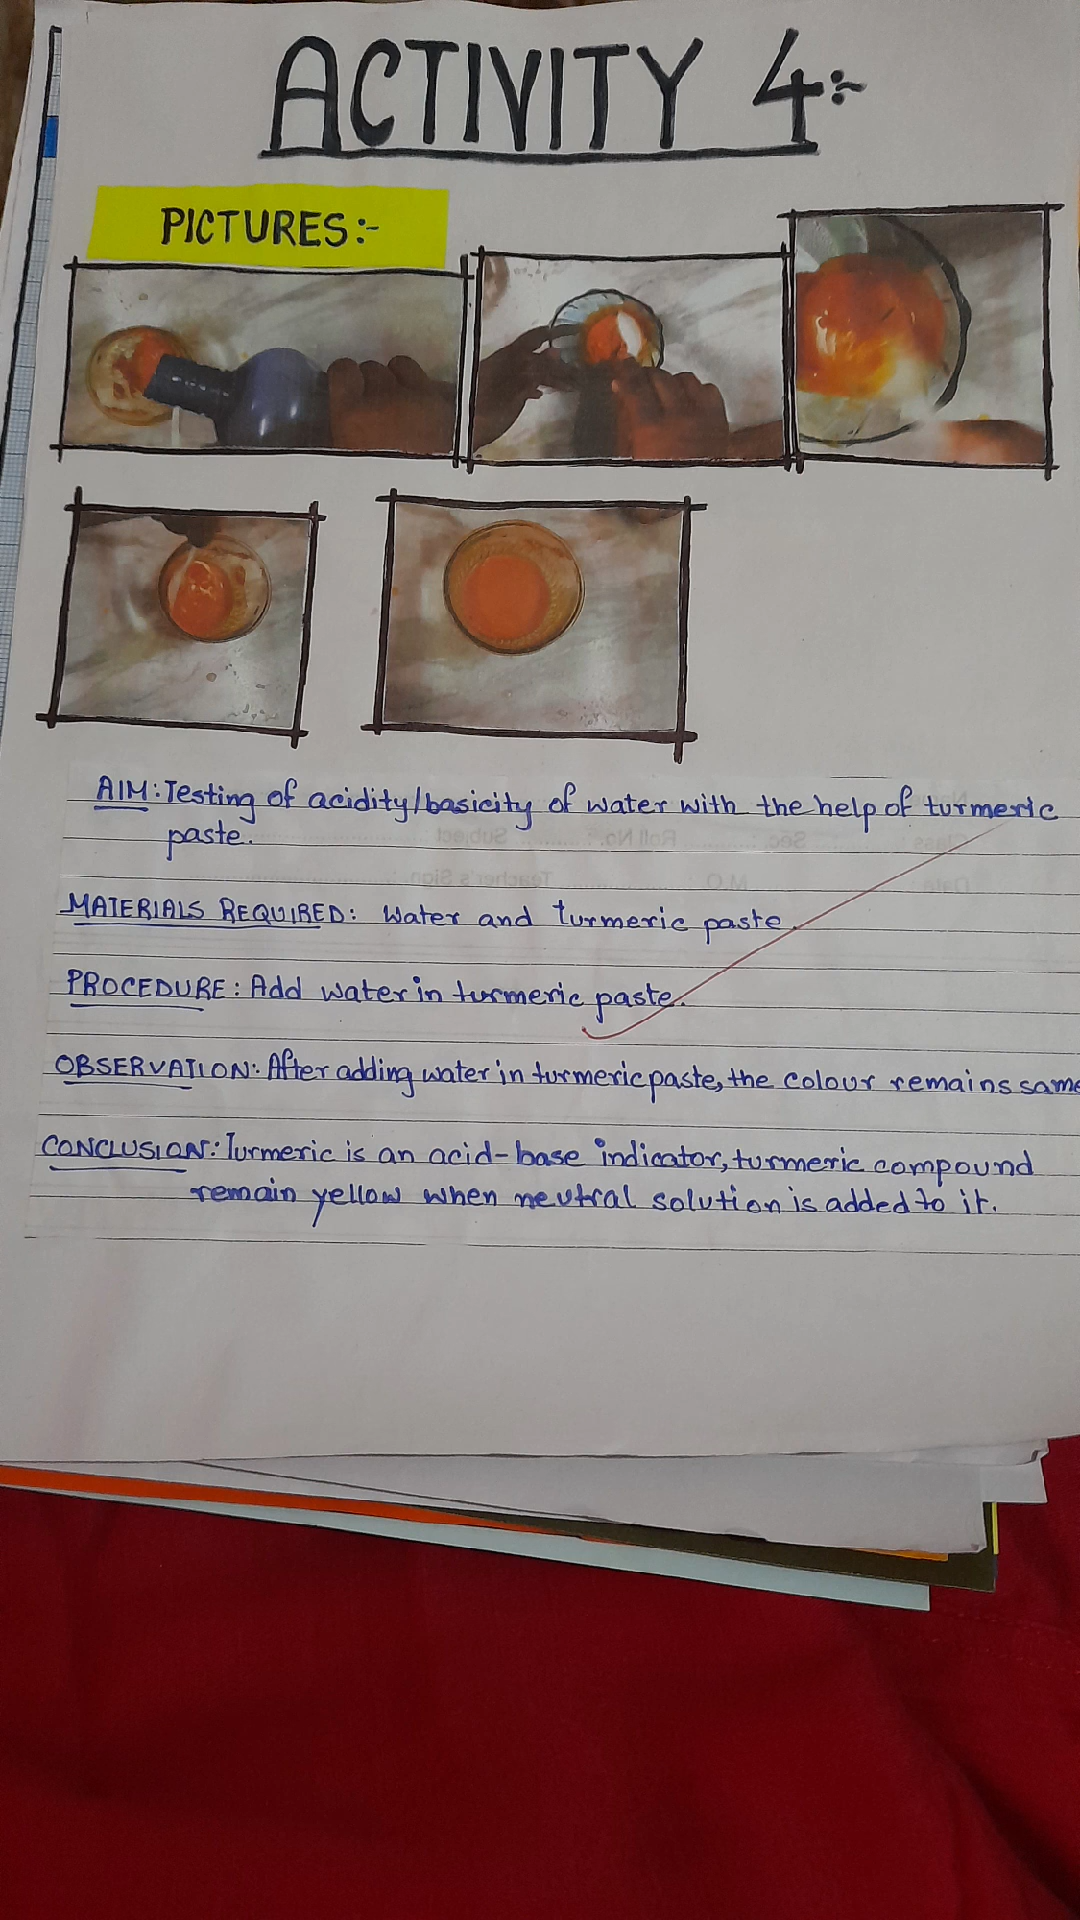 ACTIVITY 4:-
PICTURES:-
AIM: Testing of acidity/basicity of water with the help of turmeric
paste.
MATERIALS REQUIRED: Water and turmeric paste.
PROCEDURE: Add water in turmeric paste.
OBSERVATION: After adding water in turmeric paste, the colour remains same
CONCLUSION: Turmeric is an acid-base indicator, turmeric compound
remain yellow when neutral solution is added to it.